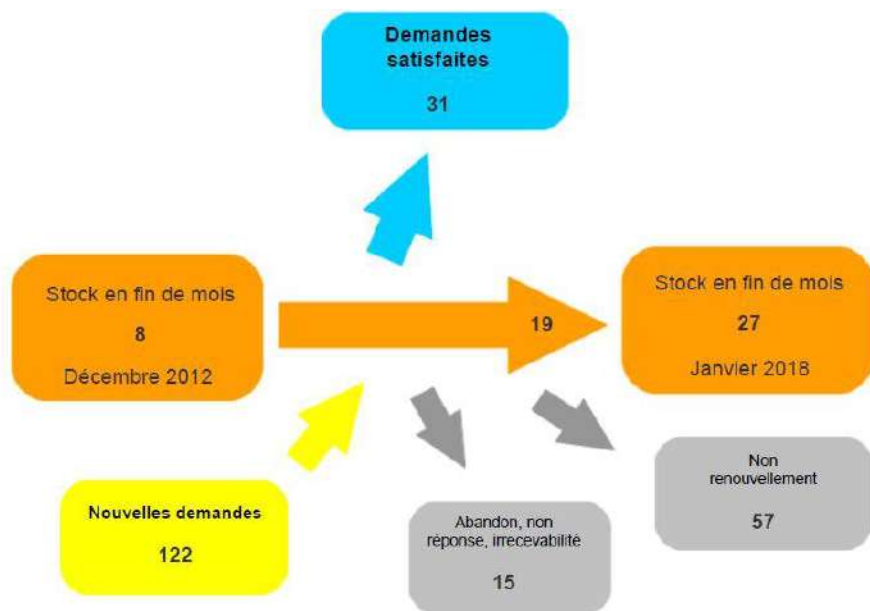 Demandes
satisfaites
31
Stock en fin de mois
8
Décembre 2012
19
Stock en fin de mois
27
Janvier 2018
Nouvelles demandes
122
Abandon, non
réponse, irrecevabilité
15
Non
renouvellement
57